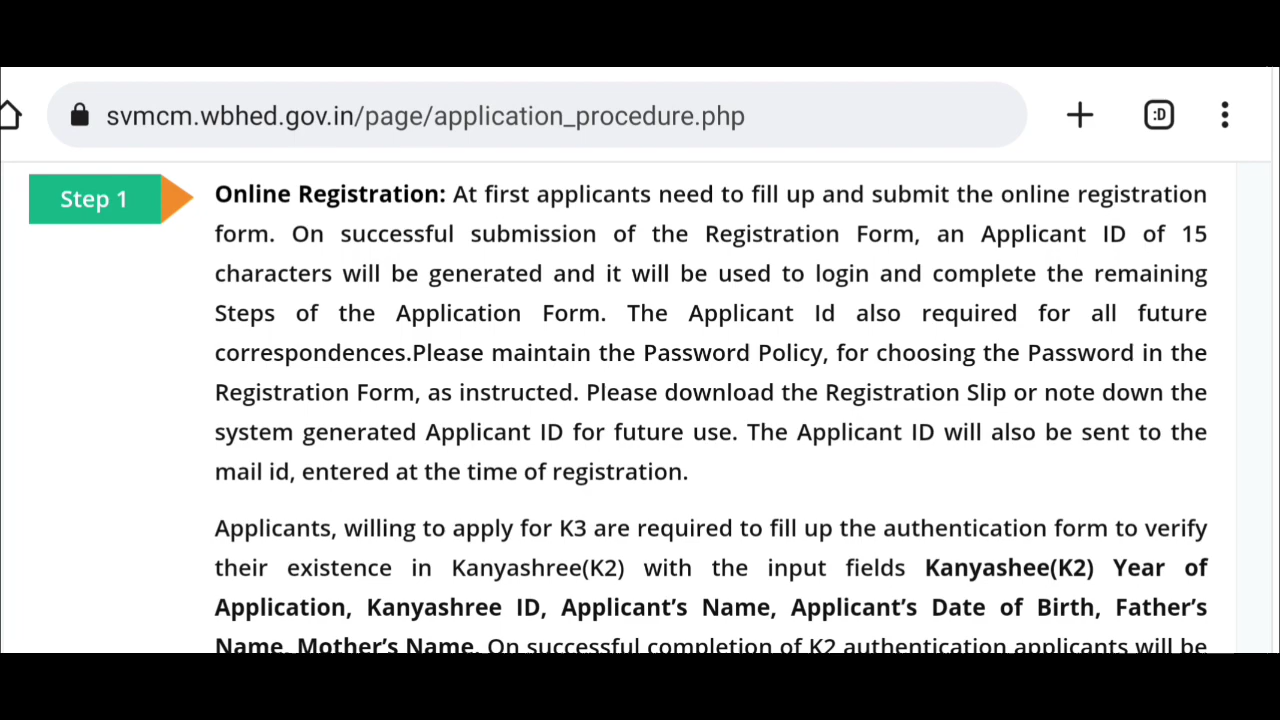 svmcm.wbhed.gov.in/page/application_procedure.php
:D
Step 1
Online Registration: At first applicants need to fill up and submit the online registration
form. On successful submission of the Registration Form, an Applicant ID of 15
characters will be generated and it will be used to login and complete the remaining
Steps of the Application Form. The Applicant Id also required for all future
correspondences.Please maintain the Password Policy, for choosing the Password in the
Registration Form, as instructed. Please download the Registration Slip or note down the
system generated Applicant ID for future use. The Applicant ID will also be sent to the
mail id, entered at the time of registration.
Applicants, willing to apply for K3 are required to fill up the authentication form to verify
their existence in Kanyashree(K2) with the input fields Kanyashee(K2) Year of
Application, Kanyashree ID, Applicant’s Name, Applicant’s Date of Birth, Father’s
Name, Mother’s Name. On successful completion of K2 authentication applicants will be